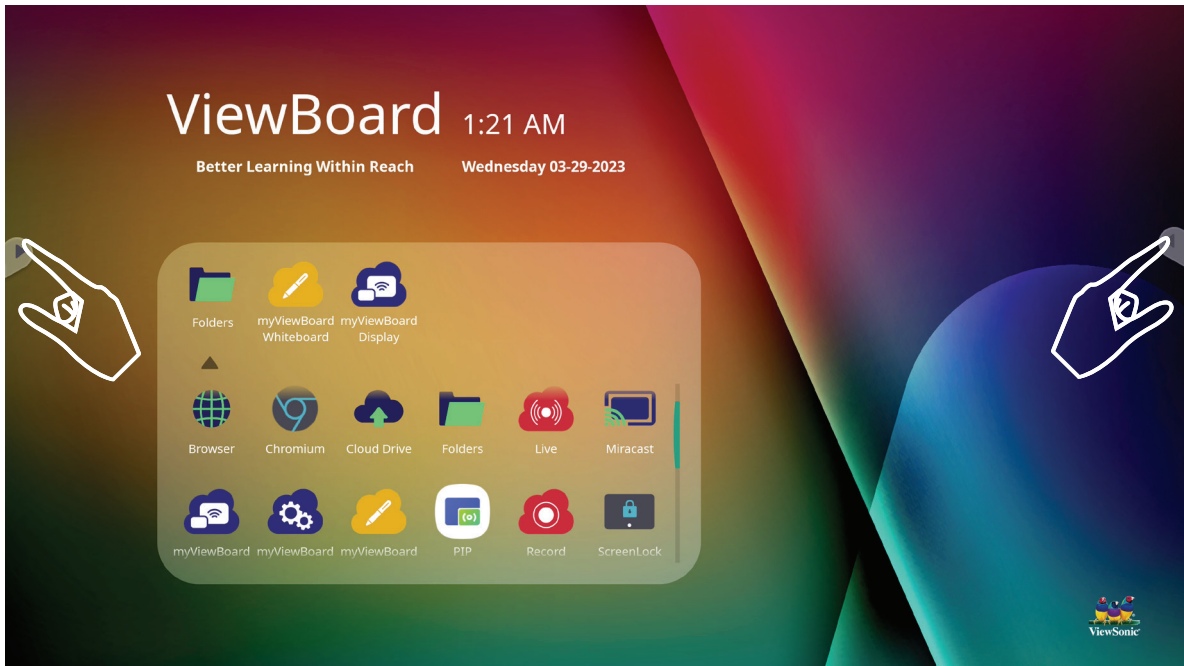 ViewBoard 1:21 AM
Better Learning Within Reach Wednesday 03-29-2023
Folders
myViewBoard Whiteboard
myViewBoard Display
Browser
Chromium
Cloud Drive
Folders
Live
Miracast
myViewBoard
myViewBoard
myViewBoard
PIP
Record
ScreenLock
ViewSonic